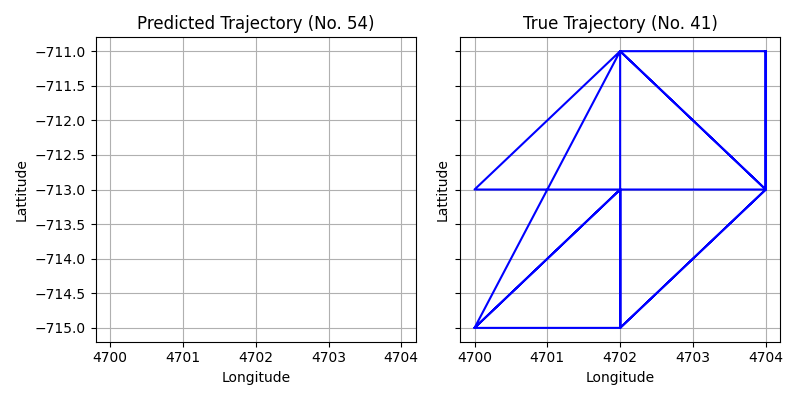 Predicted Trajectory (No. 54)
True Trajectory (No. 41)
−711.0
−711.5
−712.0
−712.5
−713.0
−713.5
−714.0
−714.5
−715.0
Lattitude
Lattitude
4700 4701 4702 4703 4704
4700 4701 4702 4703 4704
Longitude
Longitude